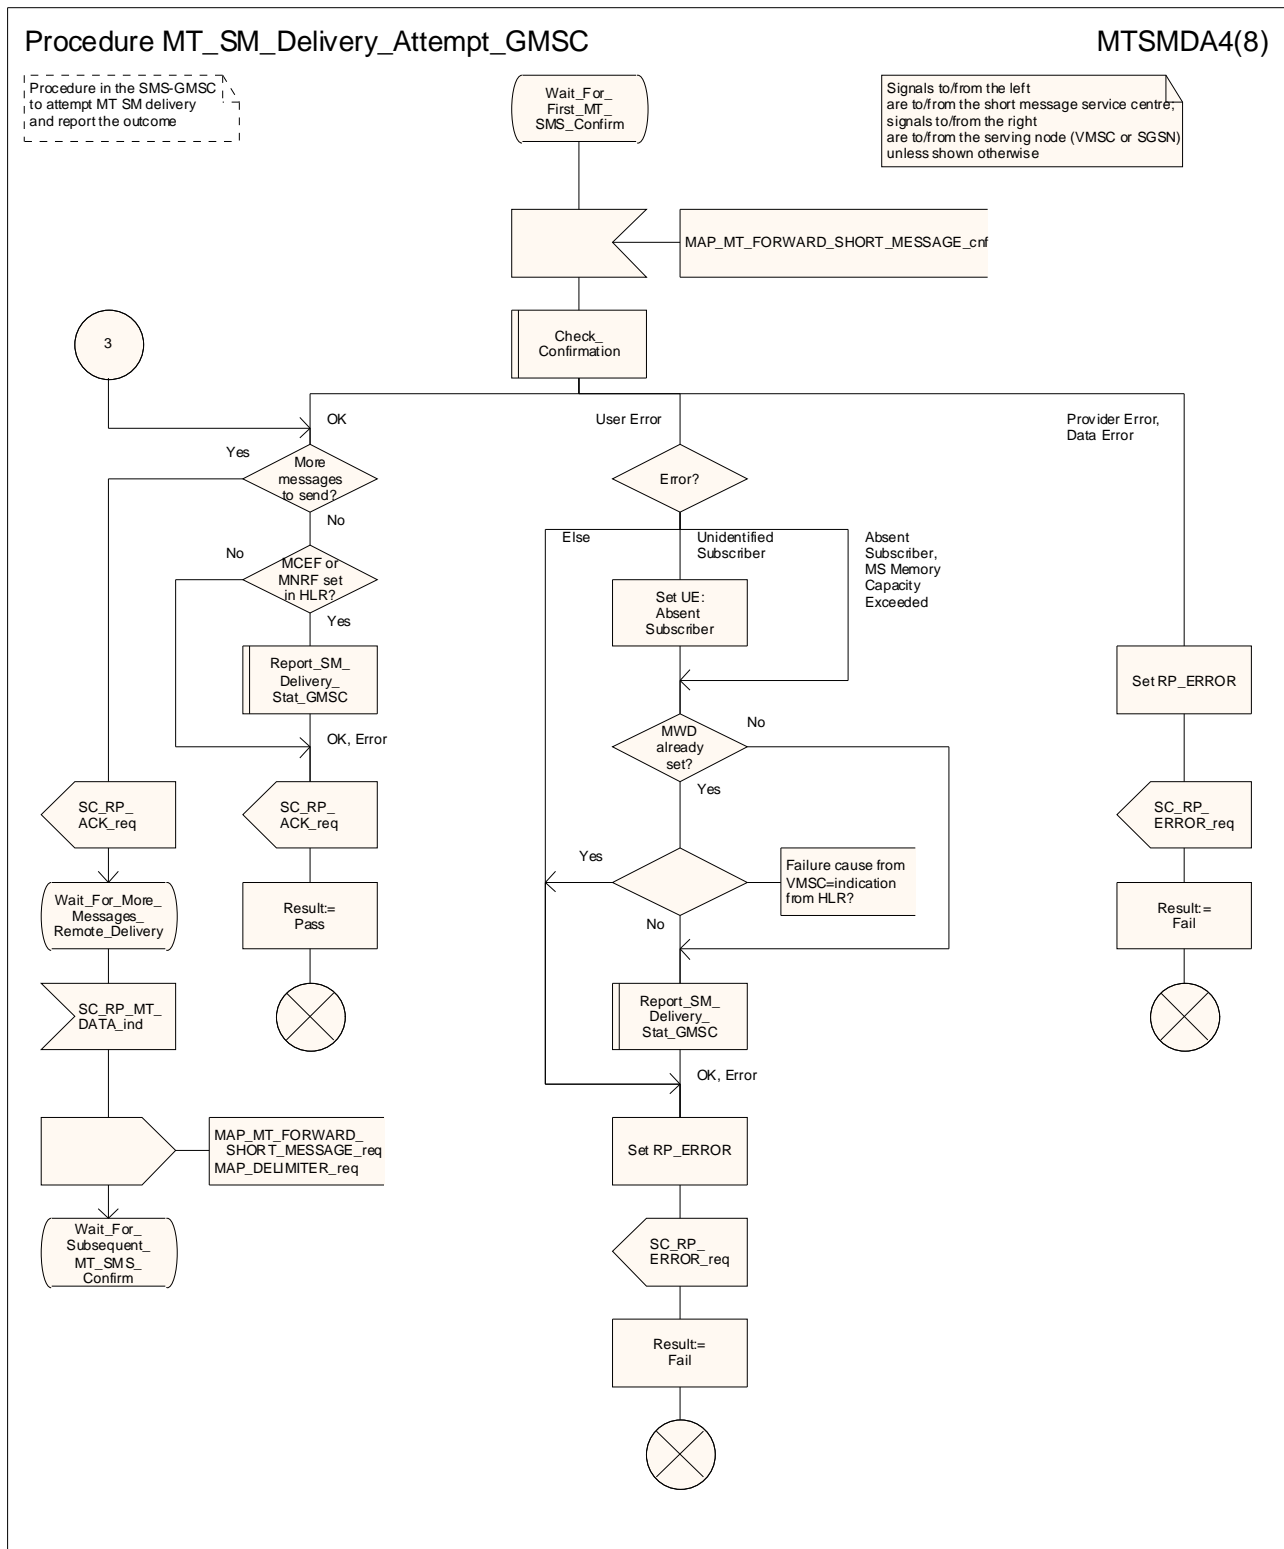 Procedure MT_SM_Delivery_Attempt_GMSC
MTSMDA4(8)
Procedure in the SMS-GMSC
to attempt MT SM delivery
and report the outcome
Wait_For_
First_MT_
SMS_Confirm
Signals to/from the left
are to/from the short message service centre;
signals to/from the right
are to/from the serving node (VMSC or SGSN)
unless shown otherwise
MAP_MT_FORWARD_SHORT_MESSAGE_cnf
Check_
Confirmation
3
OK
User Error
Provider Error,
Data Error
Yes
More
messages
to send?
Error?
No
Else
Unidentified
Subscriber
Absent
Subscriber,
MS Memory
Capacity
Exceeded
No
MCEF or
MNRF set
in HLR?
Set UE:
Absent
Subscriber
Yes
Report_SM_
Delivery_
Stat_GMSC
Set RP_ERROR
MWD
already
set?
No
OK, Error
Yes
SC_RP_
ACK_req
SC_RP_
ACK_req
SC_RP_
ERROR_req
Yes
Failure cause from
VMSC=indication
from HLR?
No
Wait_For_More_
Messages_
Remote_Delivery
Result:=
Pass
Result:=
Fail
SC_RP_MT_
DATA_ind
Report_SM_
Delivery_
Stat_GMSC
OK, Error
MAP_MT_FORWARD_
SHORT_MESSAGE_req
MAP_DELIMITER_req
Set RP_ERROR
Wait_For_
Subsequent_
MT_SMS_
Confirm
SC_RP_
ERROR_req
Result:=
Fail